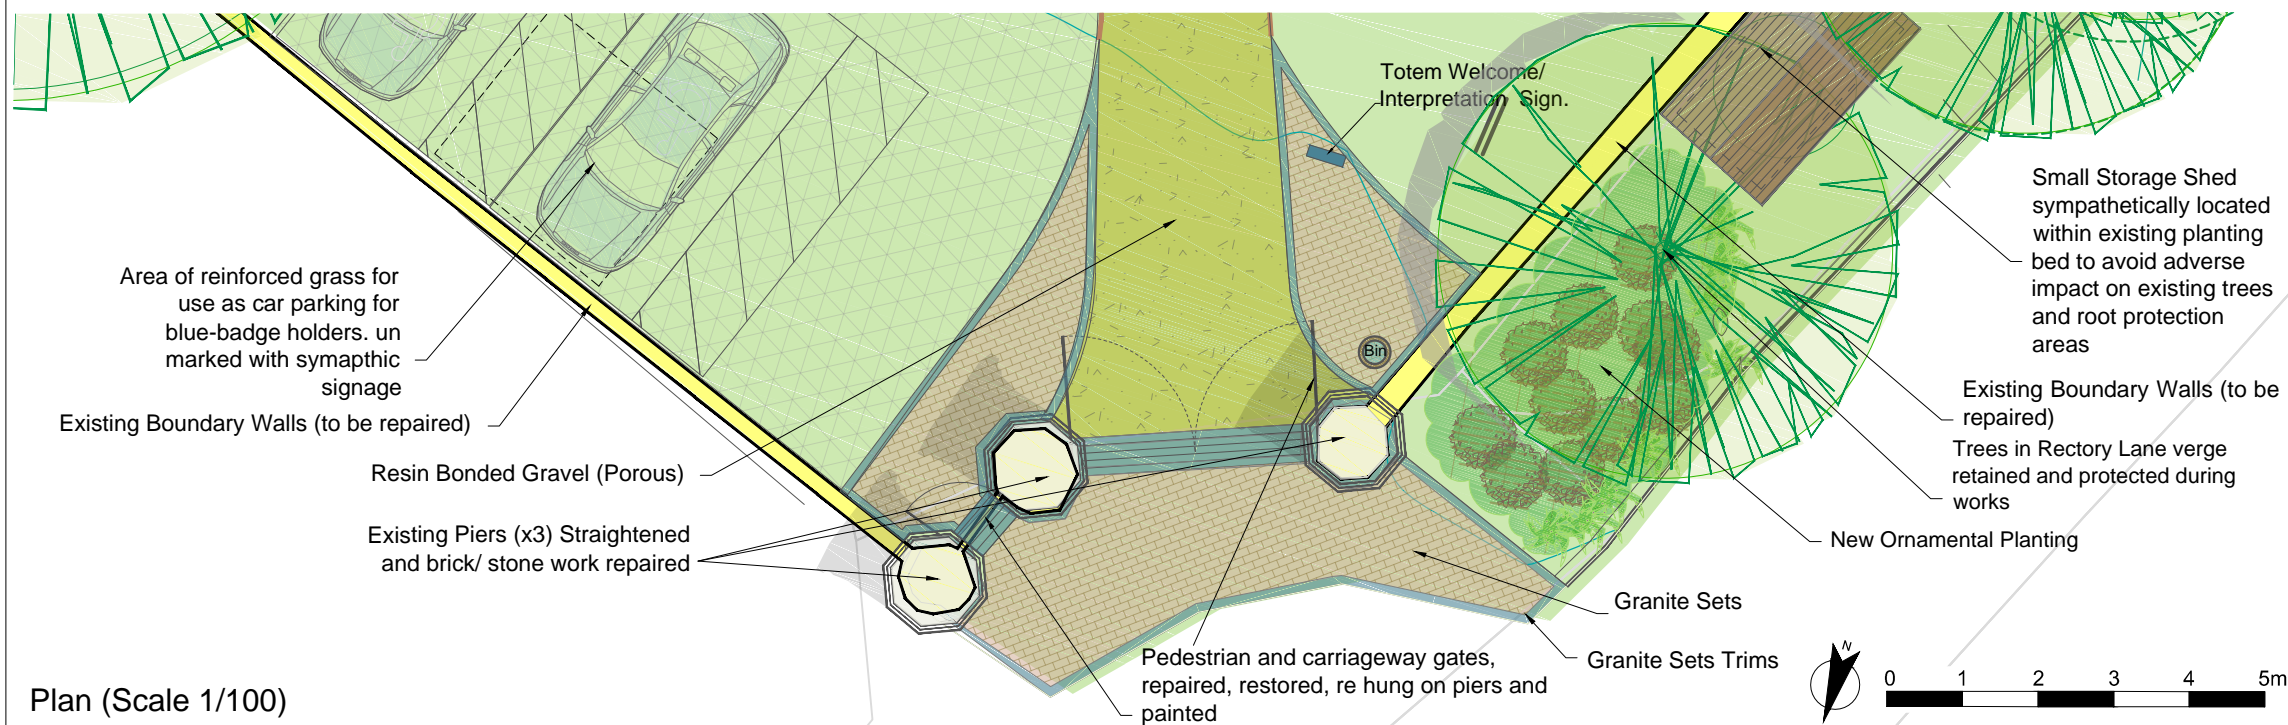 Totem Welcome/
Interpretation Sign.
Small Storage Shed
sympathetically located
within existing planting
bed to avoid adverse
impact on existing trees
and root protection
areas
Area of reinforced grass for
use as car parking for
blue-badge holders. un
marked with symapthic
signage
Existing Boundary Walls (to be repaired)
Resin Bonded Gravel (Porous)
Existing Piers (x3) Straightened
and brick/ stone work repaired
Bin
Existing Boundary Walls (to be
repaired)
Trees in Rectory Lane verge
retained and protected during
works
New Ornamental Planting
Granite Sets
Granite Sets Trims
Pedestrian and carriageway gates,
repaired, restored, re hung on piers and
painted
Plan (Scale 1/100)
N
0 1 2 3 4 5m